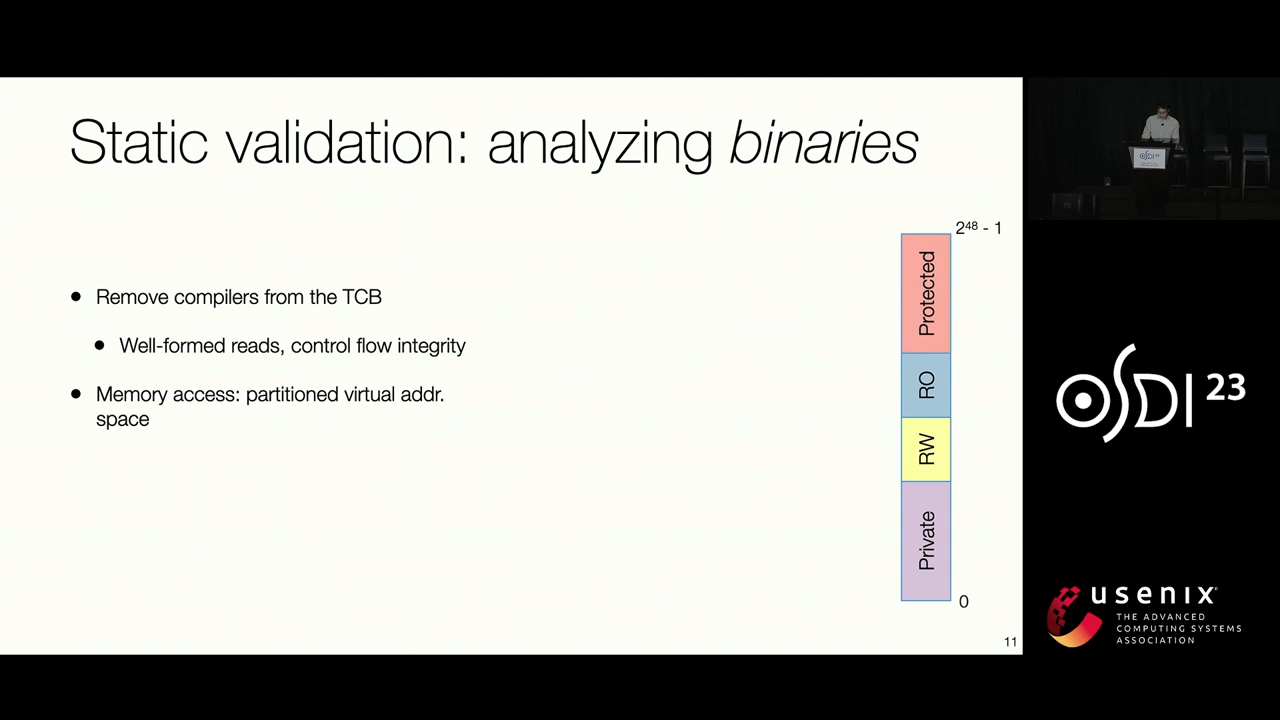 Static validation: analyzing binaries
Remove compilers from the TCB
Well-formed reads, control flow integrity
Memory access: partitioned virtual addr.
space
2⁴⁸ - 1
Protected
RO
RW
Private
0
11
OSDI
OSDI 23
usenix
THE ADVANCED
COMPUTING SYSTEMS
ASSOCIATION